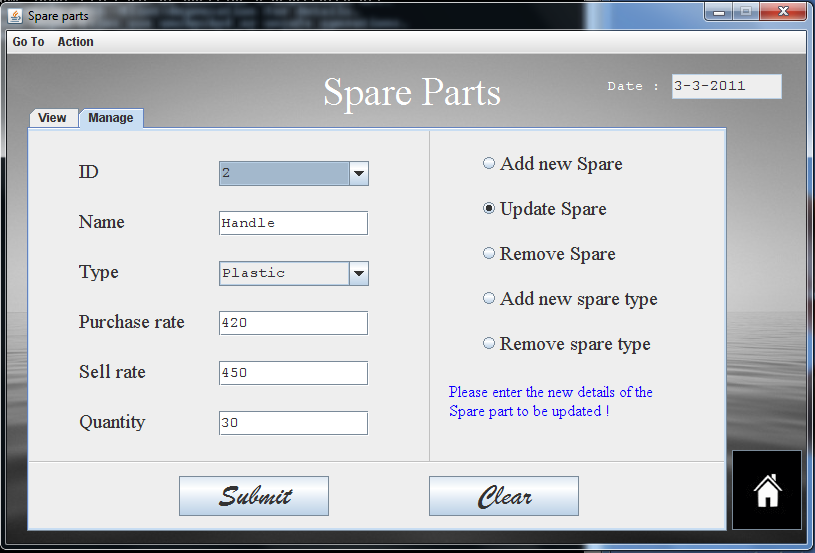 Spare parts
Go To Action
Spare Parts
Date : 3-3-2011
View Manage
ID 2
Name Handle
Type Plastic
Purchase rate 420
Sell rate 450
Quantity 30
Add new Spare
Update Spare
Remove Spare
Add new spare type
Remove spare type
Please enter the new details of the
Spare part to be updated !
Submit Clear